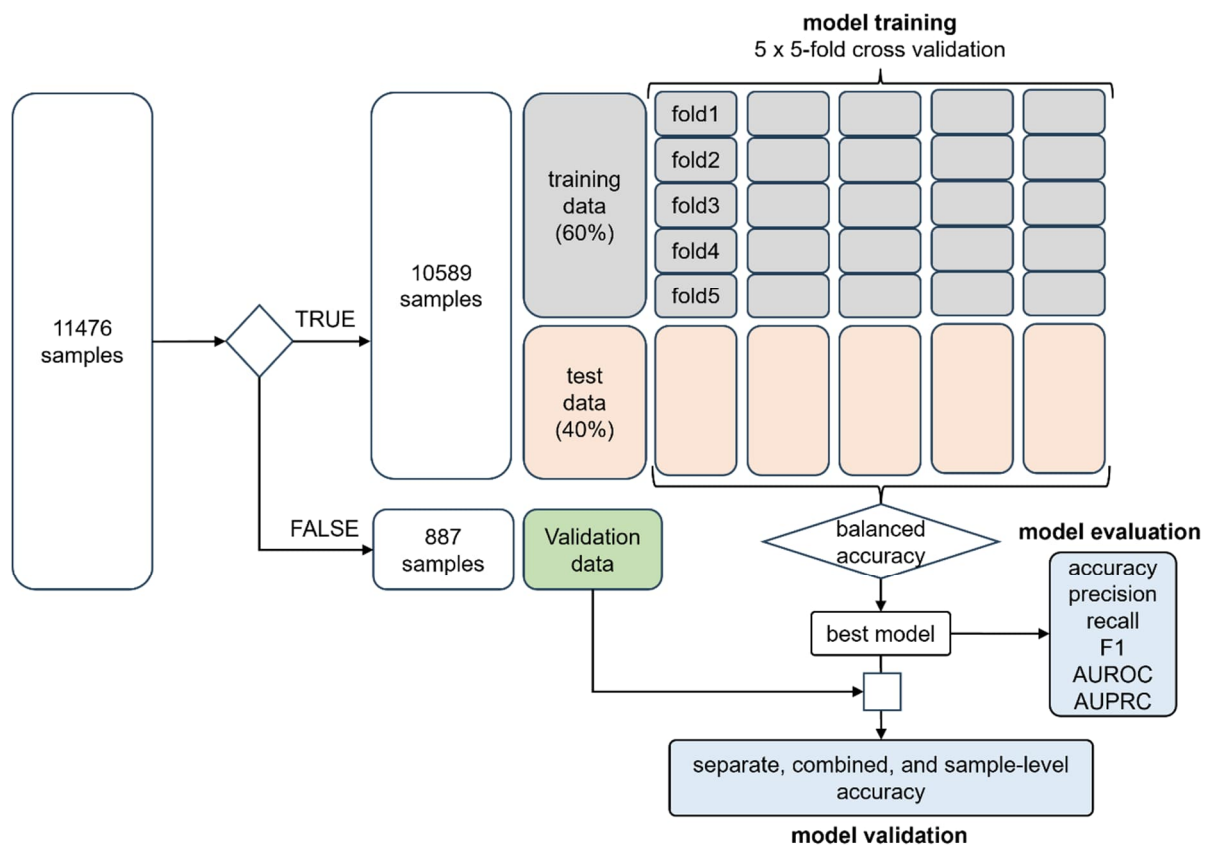 model training
5 x 5-fold cross validation
11476
samples
TRUE
FALSE
10589
samples
887
samples
training
data
(60%)
test
data
(40%)
Validation
data
fold1
fold2
fold3
fold4
fold5
balanced
accuracy
best model
model evaluation
accuracy
precision
recall
F1
AUROC
AUPRC
separate, combined, and sample-level
accuracy
model validation